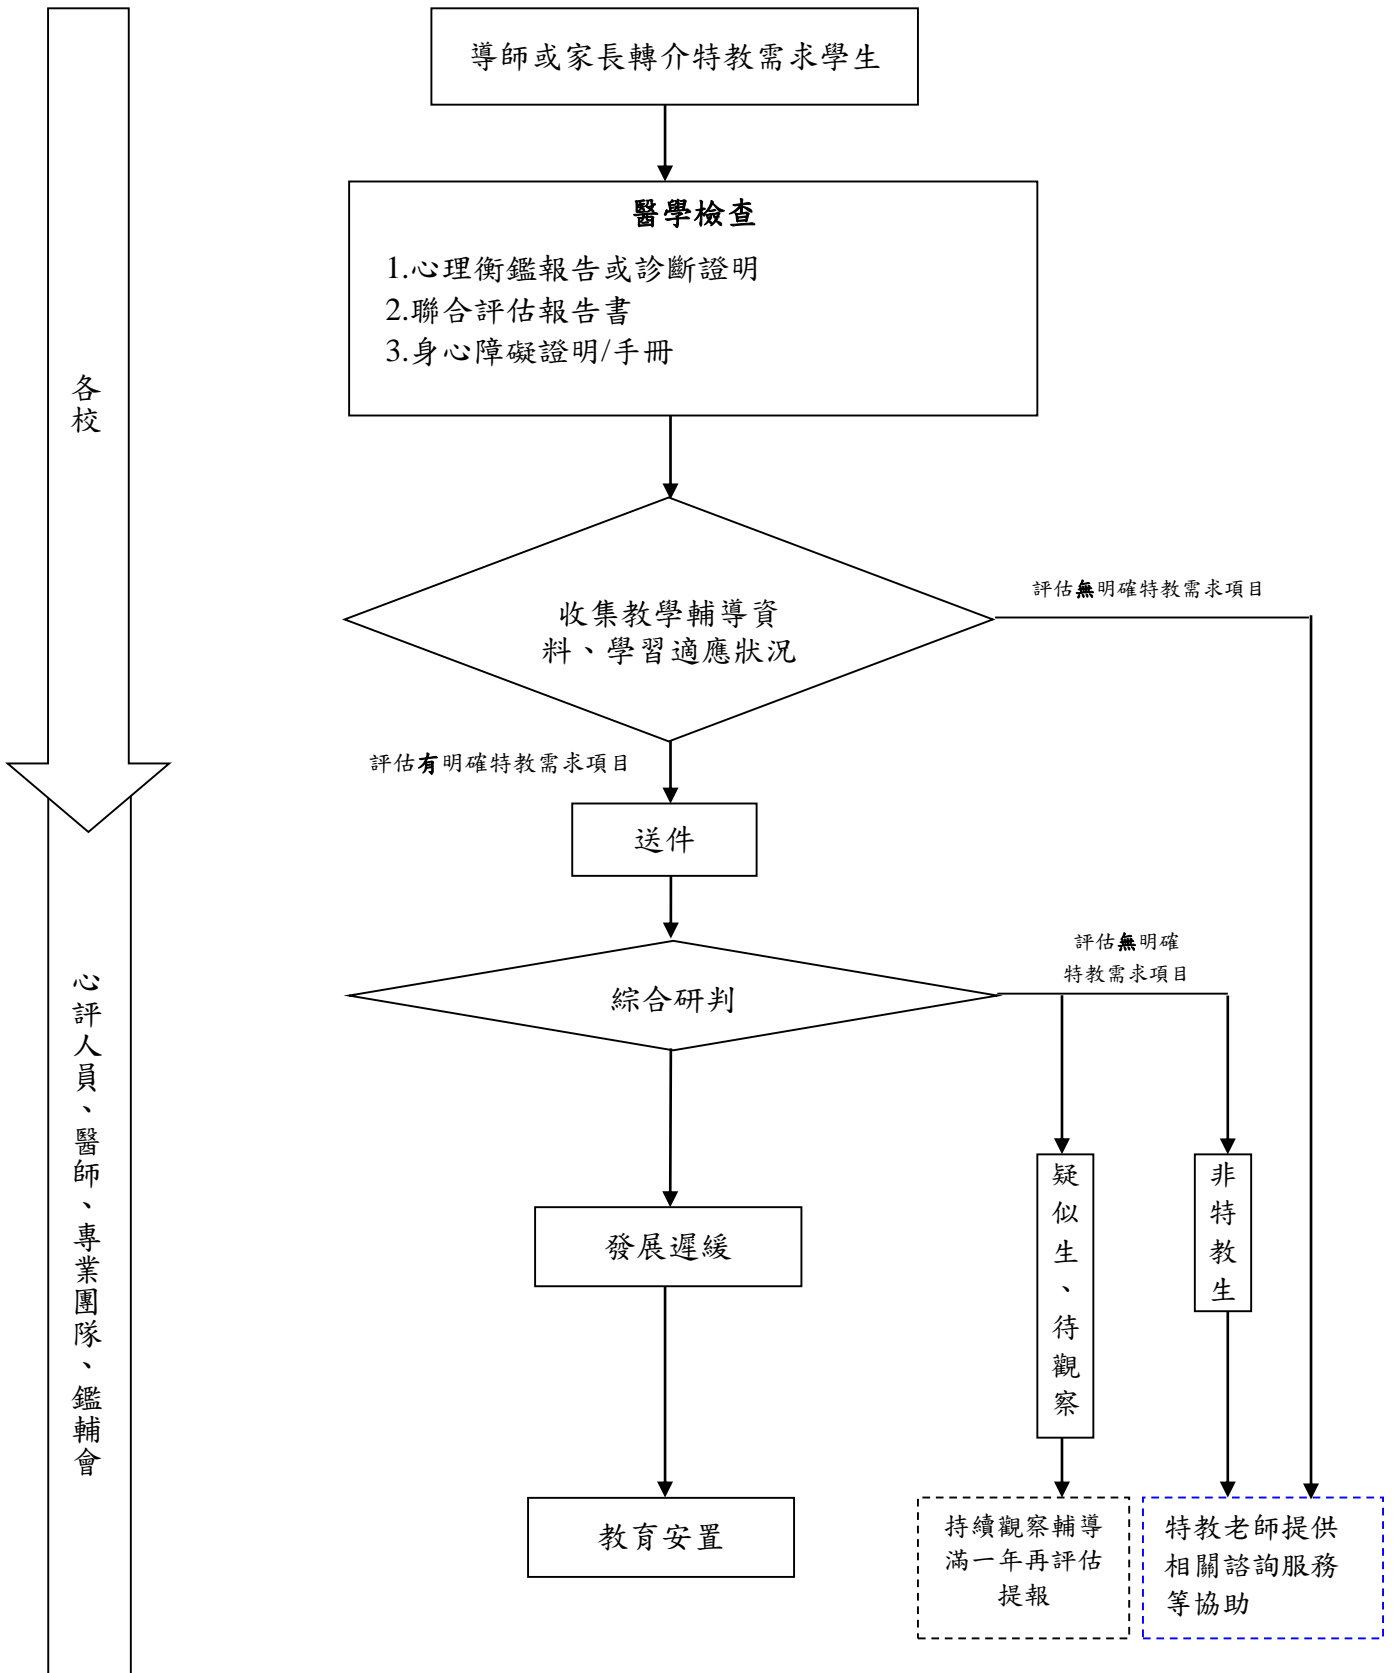 導師或家長轉介特教需求學生
醫學檢查
1.心理衡鑑報告或診斷證明
2.聯合評估報告書
3.身心障礙證明/手冊
各校
收集教學輔導資
料、學習適應狀況
評估無明確特教需求項目
評估有明確特教需求項目
送件
評估無明確
特教需求項目
綜合研判
心評人員、醫師、專業團隊、鑑輔會
發展遲緩
疑似生、待觀察
非特教生
教育安置
持續觀察輔導
滿一年再評估
提報
特教老師提供
相關諮詢服務
等協助